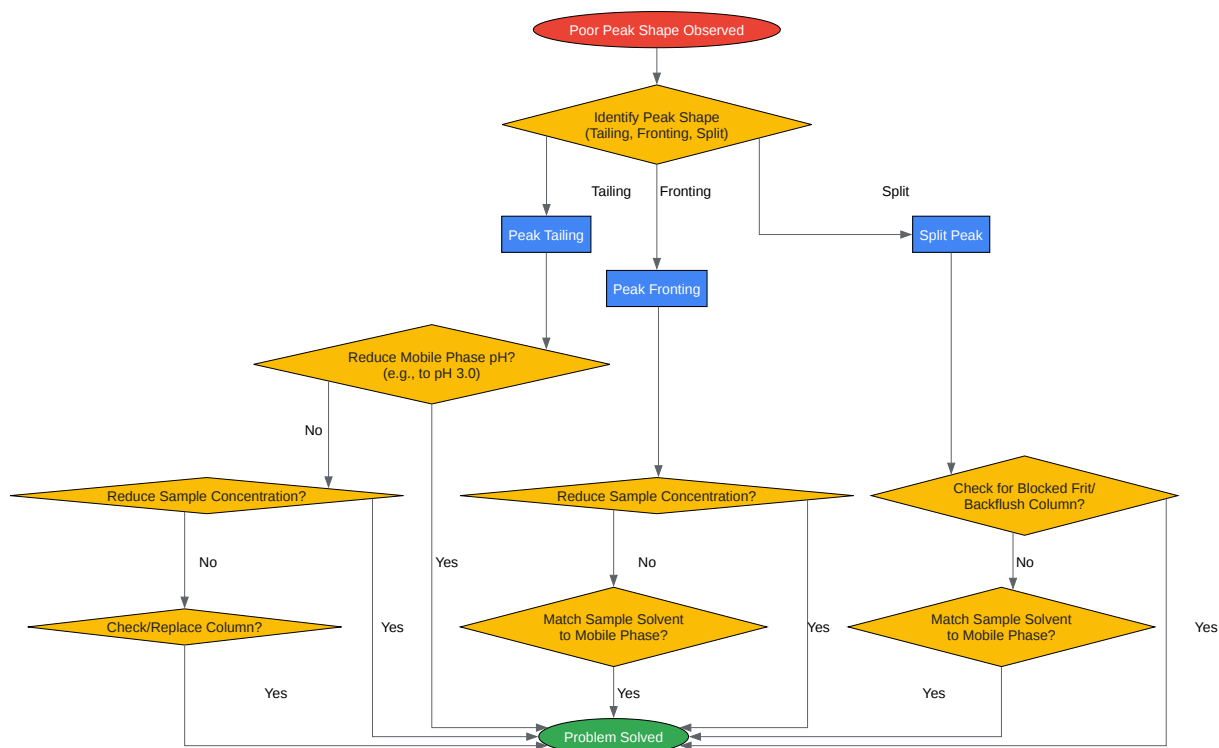 Poor Peak Shape Observed
Identify Peak Shape
(Tailing, Fronting, Split)
Tailing
Fronting
Split
Peak Tailing
Split Peak
Peak Fronting
Reduce Mobile Phase pH?
(e.g., to pH 3.0)
No
Reduce Sample Concentration?
Reduce Sample Concentration?
Check for Blocked Frit/
Backflush Column?
No
Yes
No
No
Check/Replace Column?
Yes
Match Sample Solvent
to Mobile Phase?
Yes
Match Sample Solvent
to Mobile Phase?
Yes
Yes
Yes
Yes
Problem Solved